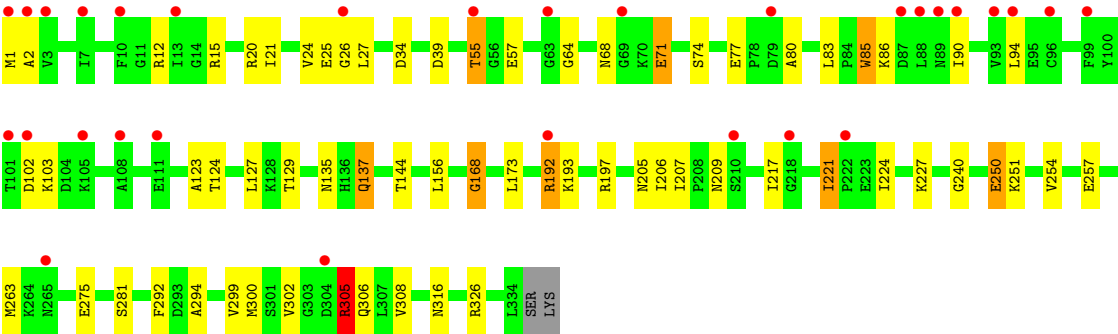 M1 A2 V3 I7 F10 G11 R12 I13 G14 R15 R20 I21 V24 E25 G26 L27 D34 D39 T55 G56 E57 G63 G64 N68 G69 K70 E71 S74 E77 P78 D79 A80 L83 P84 W85 K86 D87 L88 N89 I90 V93 L94 E95 C96 F99 Y100
T101 D102 K103 D104 K105 A108 E111 A123 T124 L127 K128 T129 N135 H136 Q137 T144 L156 G168 L173 R192 K193 R197 N205 I206 I207 P208 N209 S210 I217 G218 I221 P222 E223 I224 K227 G240 E250 K251 V254 E257
M263 K264 N265 E275 S281 F292 D293 A294 V299 M300 S301 V302 G303 D304 R305 Q306 L307 V308 N316 R326 L334 SER LYS